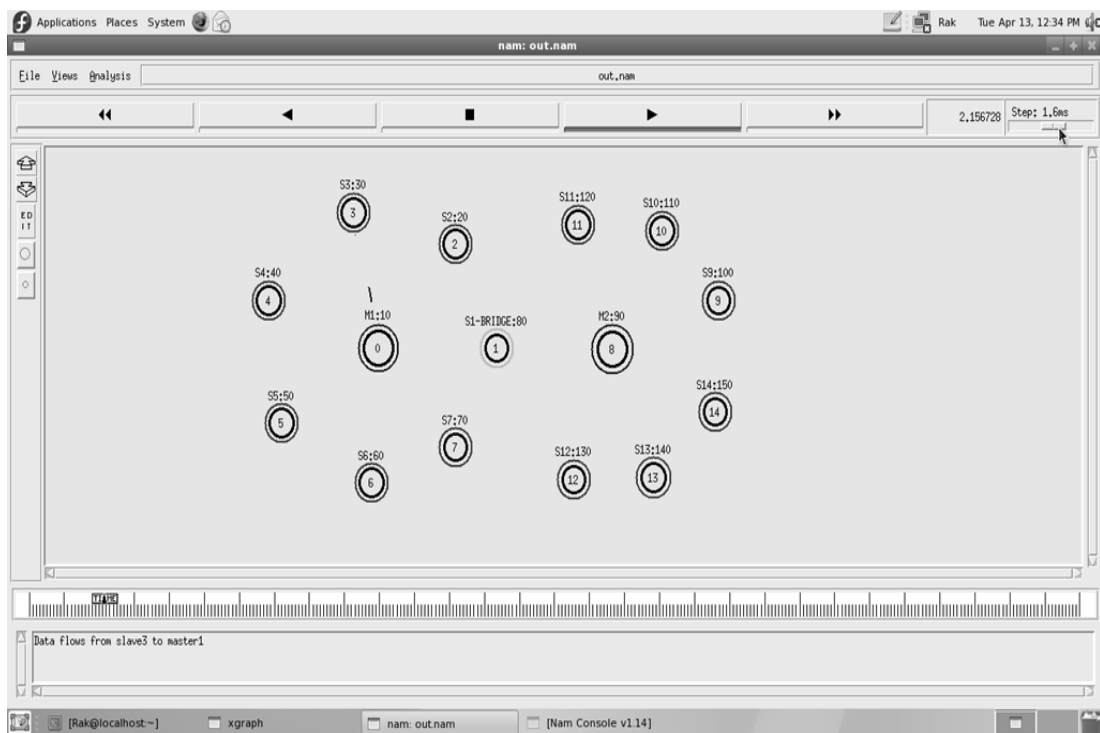 Applications Places System Rak Tue Apr 13, 12:34 PM
nam: out.nam
File Views Analysis out.nam
2.156728 Step: 1.6ms
ED
IT
S3:30
3
S2:20
2
S11:120
11
S10:110
10
S4:40
4
S9:100
9
M1:10
0
S1-BRIDGE:80
1
M2:90
8
S5:50
5
S7:70
7
S14:150
14
S6:60
6
S12:130
12
S13:140
13
TIME
Data flows from slave3 to master1
[Rak@localhost:~] xgraph nam: out.nam [Nam Console v1.14]